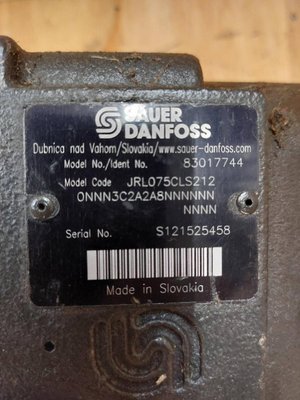 SAUER
DANFOSS
Dubnica nad Vahom/Slovakia/www.sauer-danfoss.com
Model No./Ident No. 83017744
Model Code JRL075CLS212
0NNN3C2A2A8NNNNNN
NNNN
Serial No. S121525458
Made in Slovakia